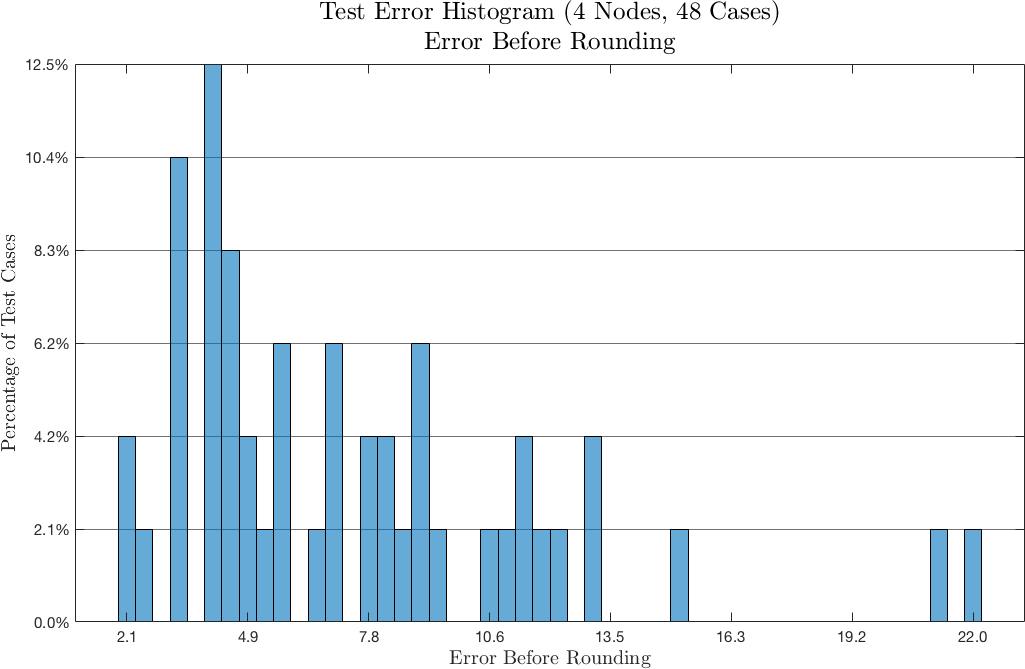 Test Error Histogram (4 Nodes, 48 Cases)
Error Before Rounding
Percentage of Test Cases
12.5%
10.4%
8.3%
6.2%
4.2%
2.1%
0.0%
2.1 4.9 7.8 10.6 13.5 16.3 19.2 22.0
Error Before Rounding